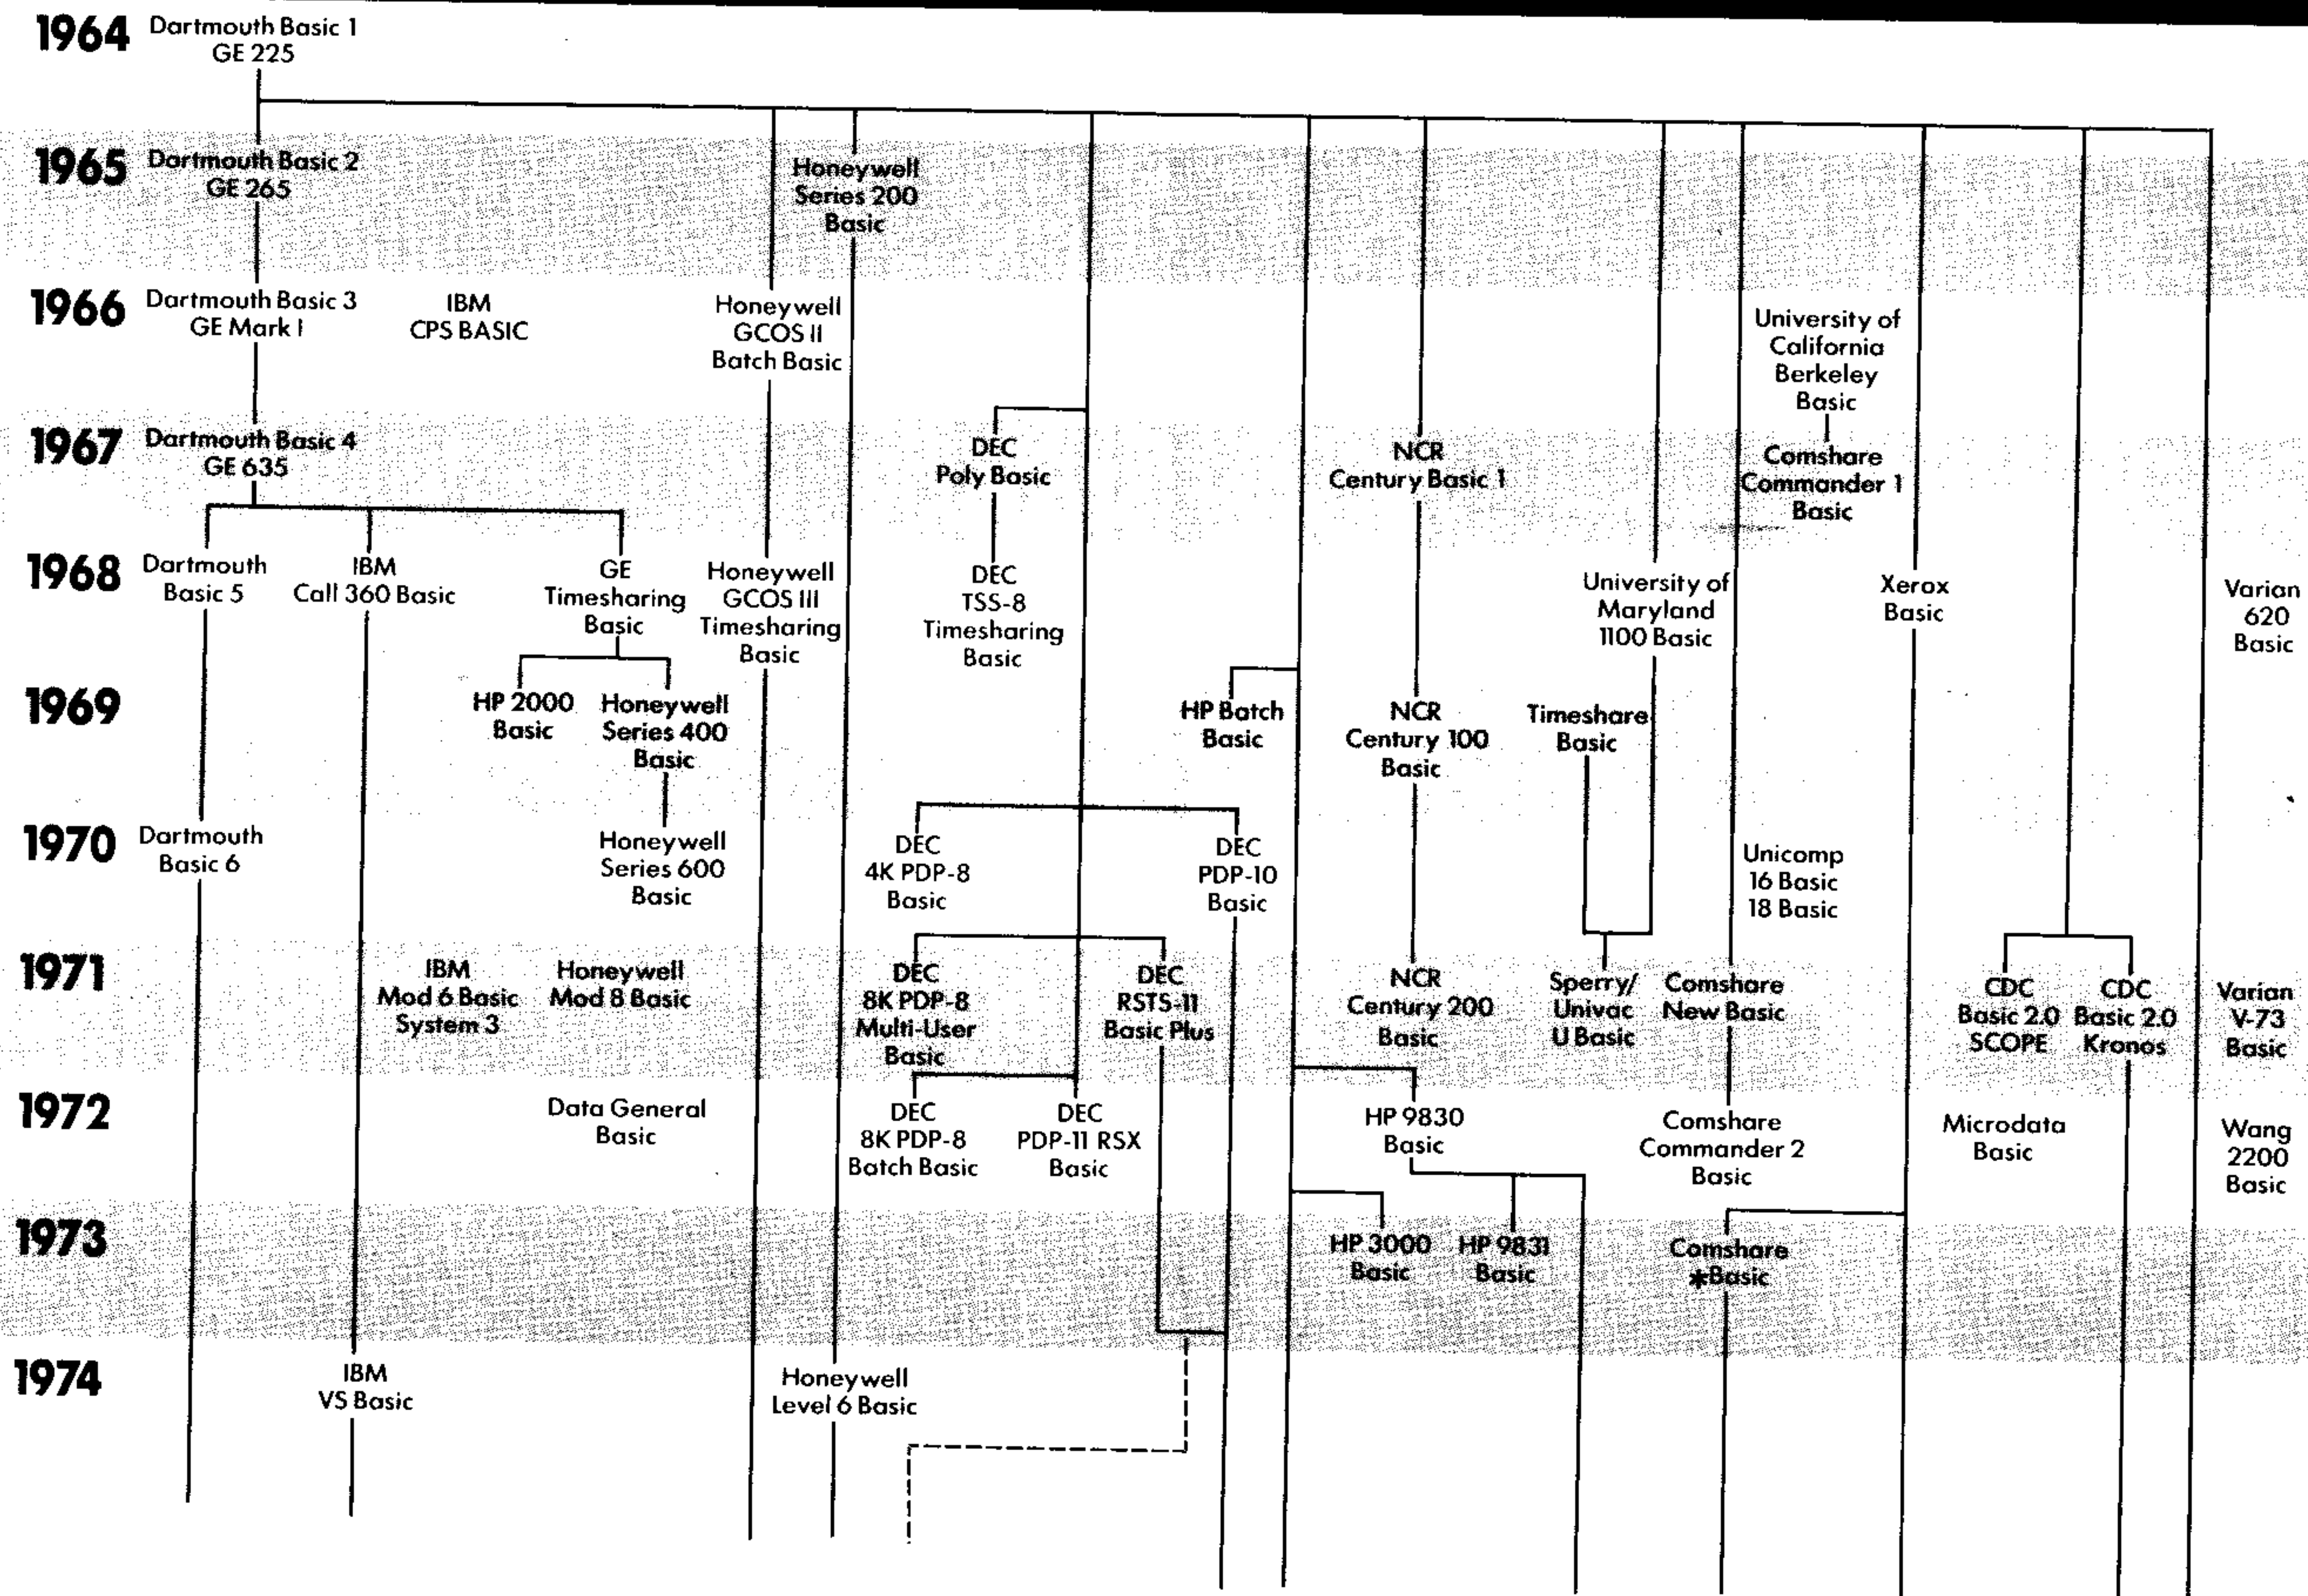 1964
Dartmouth Basic 1
GE 225
1965
Dartmouth Basic 2
GE 265
Honeywell
Series 200
Basic
1966
Dartmouth Basic 3
GE Mark I
IBM
CPS BASIC
Honeywell
GCOS II
Batch Basic
University of
California
Berkeley
Basic
1967
Dartmouth Basic 4
GE 635
DEC
Poly Basic
NCR
Century Basic 1
Comshare
Commander 1
Basic
1968
Dartmouth
Basic 5
IBM
Call 360 Basic
GE
Timesharing
Basic
Honeywell
GCOS III
Timesharing
Basic
DEC
TSS-8
Timesharing
Basic
University of
Maryland
1100 Basic
Xerox
Basic
Varian
620
Basic
1969
HP 2000
Basic
Honeywell
Series 400
Basic
HP Batch
Basic
NCR
Century 100
Basic
Timeshare
Basic
1970
Dartmouth
Basic 6
Honeywell
Series 600
Basic
DEC
4K PDP-8
Basic
DEC
PDP-10
Basic
Unicomp
16 Basic
18 Basic
1971
IBM
Mod 6 Basic
System 3
Honeywell
Mod 8 Basic
DEC
8K PDP-8
Multi-User
Basic
DEC
RSTS-11
Basic Plus
NCR
Century 200
Basic
Sperry/
Univac
U Basic
Comshare
New Basic
CDC
Basic 2.0
SCOPE
CDC
Basic 2.0
Kronos
Varian
V-73
Basic
1972
Data General
Basic
DEC
8K PDP-8
Batch Basic
DEC
PDP-11 RSX
Basic
HP 9830
Basic
Comshare
Commander 2
Basic
Microdata
Basic
Wang
2200
Basic
1973
HP 3000
Basic
HP 9831
Basic
Comshare
*Basic
1974
IBM
VS Basic
Honeywell
Level 6 Basic